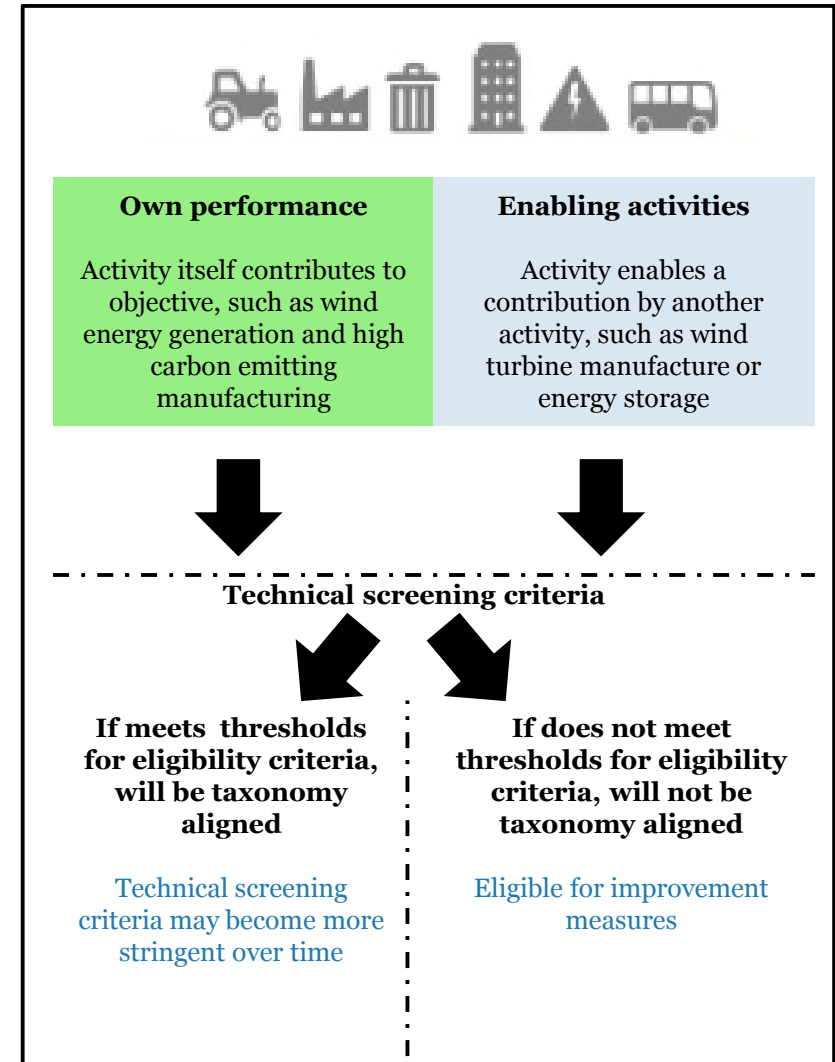 Own performance
Activity itself contributes to
objective, such as wind
energy generation and high
carbon emitting
manufacturing
Enabling activities
Activity enables a
contribution by another
activity, such as wind
turbine manufacture or
energy storage
Technical screening criteria
If meets thresholds
for eligibility criteria,
will be taxonomy
aligned
Technical screening
criteria may become more
stringent over time
If does not meet
thresholds for eligibility
criteria, will not be
taxonomy aligned
Eligible for improvement
measures